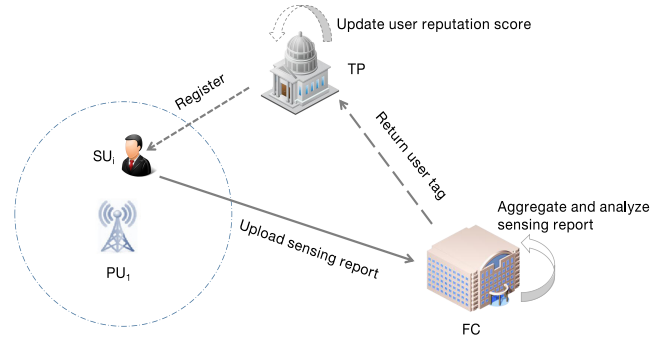 Update user reputation score
TP
Register
SUi
Return user tag
Aggregate and analyze
sensing report
Upload sensing report
PU1
FC